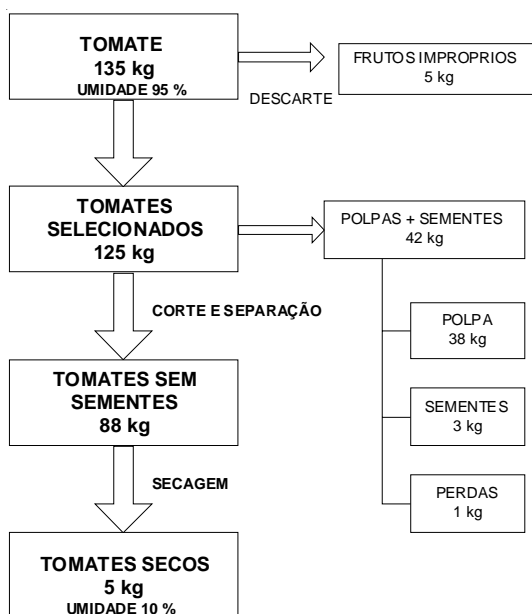 TOMATE
135 kg
UMIDADE 95 %
FRUTOS IMPROPRIOS
5 kg
DESCARTE
TOMATES
SELECIONADOS
125 kg
POLPAS + SEMENTES
42 kg
CORTE E SEPARAÇÃO
POLPA
38 kg
TOMATES SEM
SEMENTES
88 kg
SEMENTES
3 kg
SECAGEM
PERDAS
1 kg
TOMATES SECOS
5 kg
UMIDADE 10 %